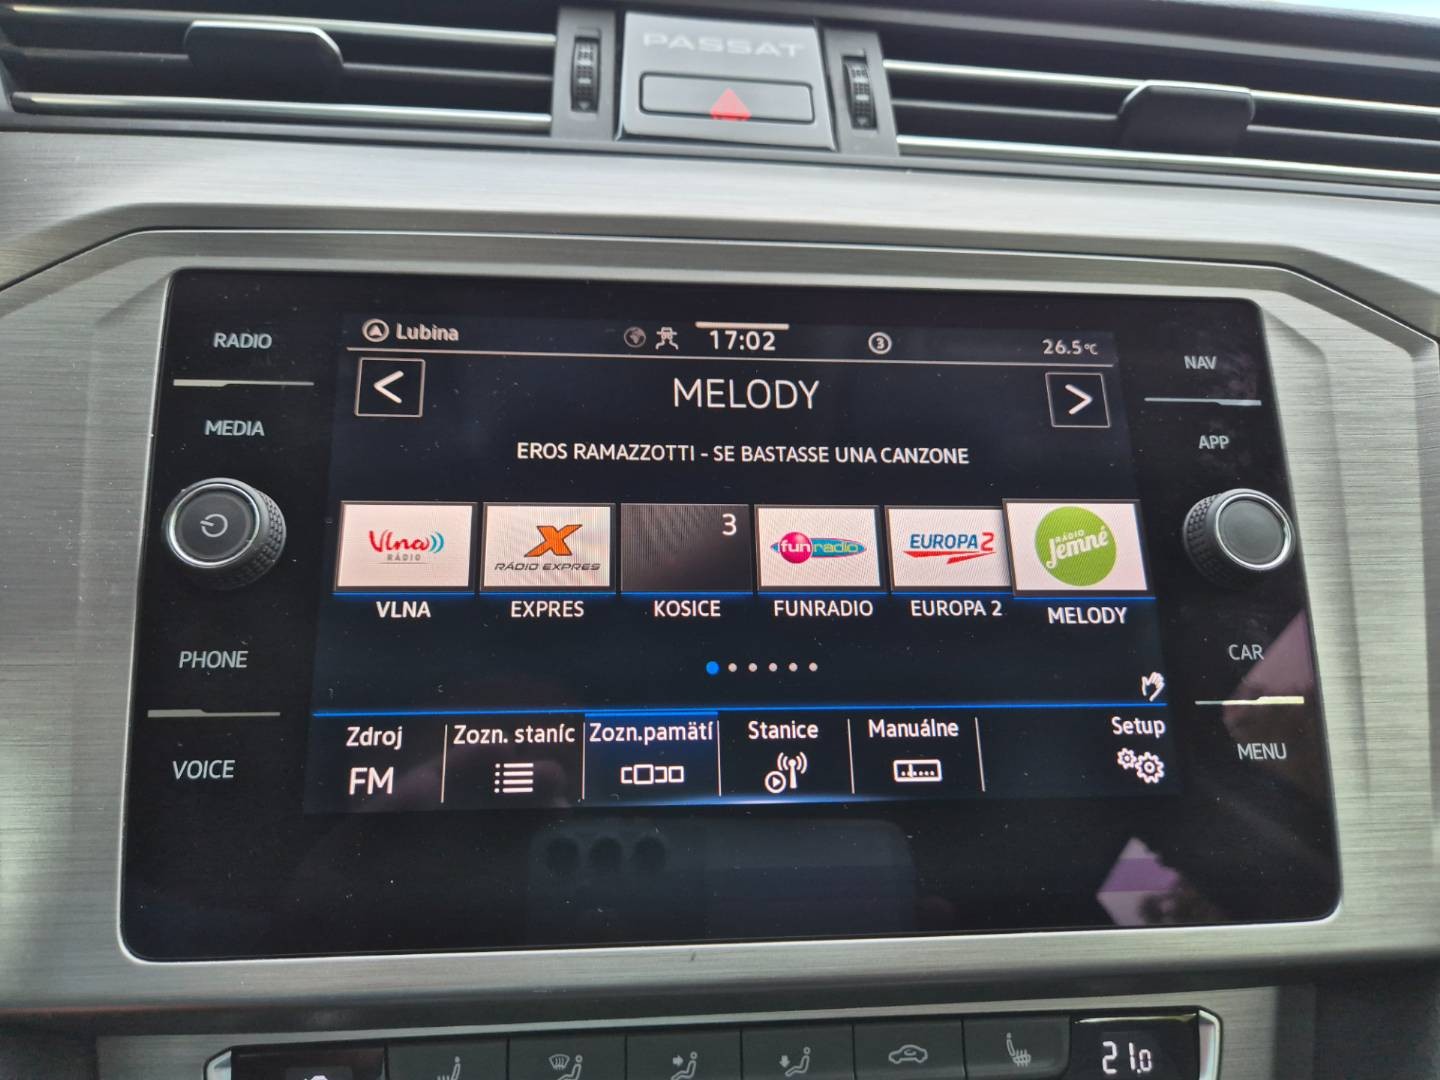 PASSAT
RADIO
MEDIA
PHONE
VOICE
NAV
APP
CAR
MENU
Lubina
17:02
3
26.5°C
<
MELODY
>
EROS RAMAZZOTTI - SE BASTASSE UNA CANZONE
Vlna
RÁDIO
X
RÁDIO EXPRES
3
fun radio
EUROPA 2
RÁDIO
Jemné
VLNA
EXPRES
KOSICE
FUNRADIO
EUROPA 2
MELODY
Zdroj
FM
Zozn. staníc
Zozn.pamätí
Stanice
Manuálne
Setup
21.0